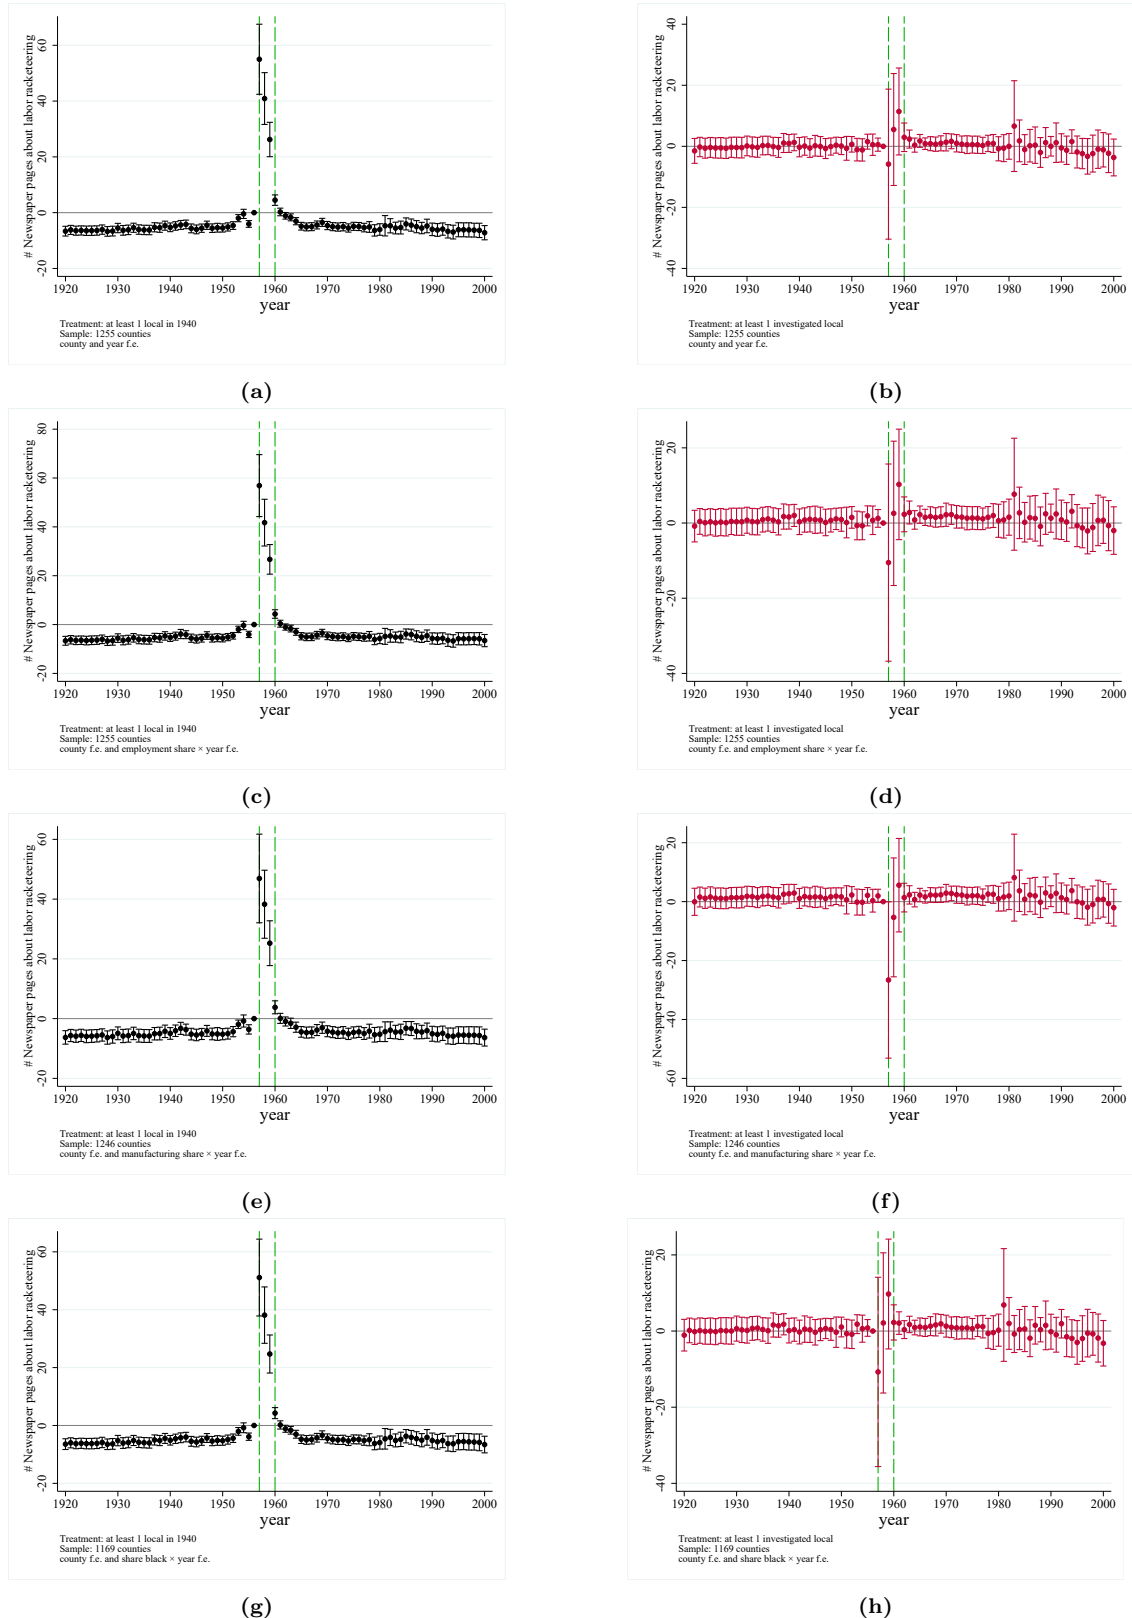 # Newspaper pages about labor racketeering
60
40
20
0
-20
1920 1930 1940 1950 1960 1970 1980 1990 2000
year
Treatment: at least 1 local in 1940
Sample: 1255 counties
county and year f.e.
(a)
# Newspaper pages about labor racketeering
40
20
0
-20
-40
1920 1930 1940 1950 1960 1970 1980 1990 2000
year
Treatment: at least 1 investigated local
Sample: 1255 counties
county and year f.e.
(b)
# Newspaper pages about labor racketeering
80
60
40
20
0
-20
1920 1930 1940 1950 1960 1970 1980 1990 2000
year
Treatment: at least 1 local in 1940
Sample: 1255 counties
county f.e. and employment share × year f.e.
(c)
# Newspaper pages about labor racketeering
20
0
-20
-40
1920 1930 1940 1950 1960 1970 1980 1990 2000
year
Treatment: at least 1 investigated local
Sample: 1255 counties
county f.e. and employment share × year f.e.
(d)
# Newspaper pages about labor racketeering
60
40
20
0
-20
1920 1930 1940 1950 1960 1970 1980 1990 2000
year
Treatment: at least 1 local in 1940
Sample: 1246 counties
county f.e. and manufacturing share × year f.e.
(e)
# Newspaper pages about labor racketeering
20
0
-20
-40
-60
1920 1930 1940 1950 1960 1970 1980 1990 2000
year
Treatment: at least 1 investigated local
Sample: 1246 counties
county f.e. and manufacturing share × year f.e.
(f)
# Newspaper pages about labor racketeering
60
40
20
0
-20
1920 1930 1940 1950 1960 1970 1980 1990 2000
year
Treatment: at least 1 local in 1940
Sample: 1169 counties
county f.e. and share black × year f.e.
(g)
# Newspaper pages about labor racketeering
20
0
-20
-40
1920 1930 1940 1950 1960 1970 1980 1990 2000
year
Treatment: at least 1 investigated local
Sample: 1169 counties
county f.e. and share black × year f.e.
(h)